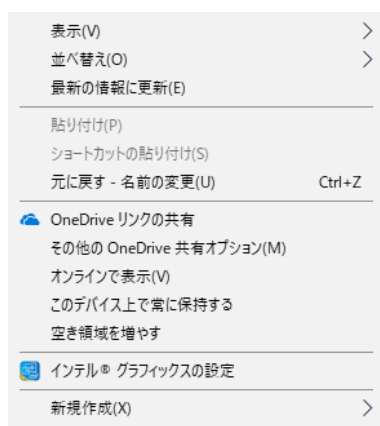 表示(V)
並べ替え(O)
最新の情報に更新(E)
貼り付け(P)
ショートカットの貼り付け(S)
元に戻す - 名前の変更(U) Ctrl+Z
OneDrive リンクの共有
その他の OneDrive 共有オプション(M)
オンラインで表示(V)
このデバイス上で常に保持する
空き領域を増やす
インテル® グラフィックスの設定
新規作成(X)